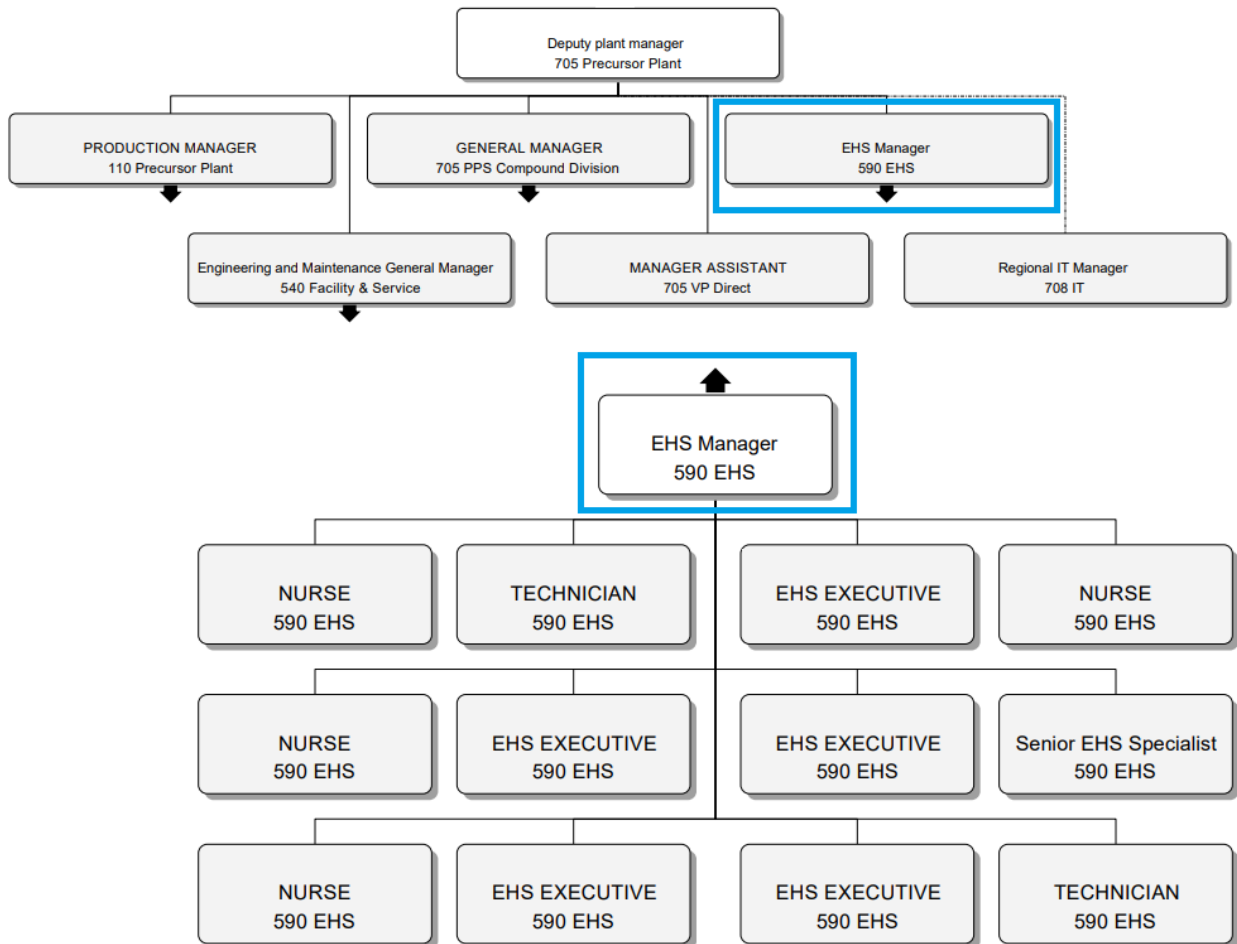 Deputy plant manager
705 Precursor Plant
PRODUCTION MANAGER
110 Precursor Plant
GENERAL MANAGER
705 PPS Compound Division
EHS Manager
590 EHS
Engineering and Maintenance General Manager
540 Facility & Service
MANAGER ASSISTANT
705 VP Direct
Regional IT Manager
708 IT
EHS Manager
590 EHS
NURSE
590 EHS
TECHNICIAN
590 EHS
EHS EXECUTIVE
590 EHS
NURSE
590 EHS
NURSE
590 EHS
EHS EXECUTIVE
590 EHS
EHS EXECUTIVE
590 EHS
Senior EHS Specialist
590 EHS
NURSE
590 EHS
EHS EXECUTIVE
590 EHS
EHS EXECUTIVE
590 EHS
TECHNICIAN
590 EHS